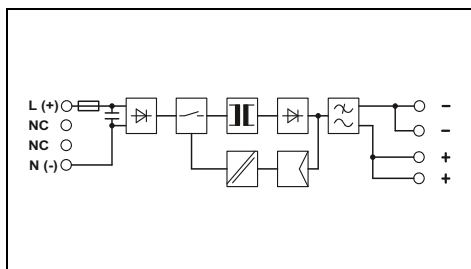 L (+)
NC
NC
N (-)
–
–
+
+